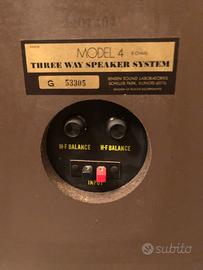 MODEL 4
8 OHMS
THREE WAY SPEAKER SYSTEM
G 53305
JENSEN SOUND LABORATORIES
SCHILLER PARK, ILLINOIS 60176
H-F BALANCE
M-F BALANCE
INPUT
subito